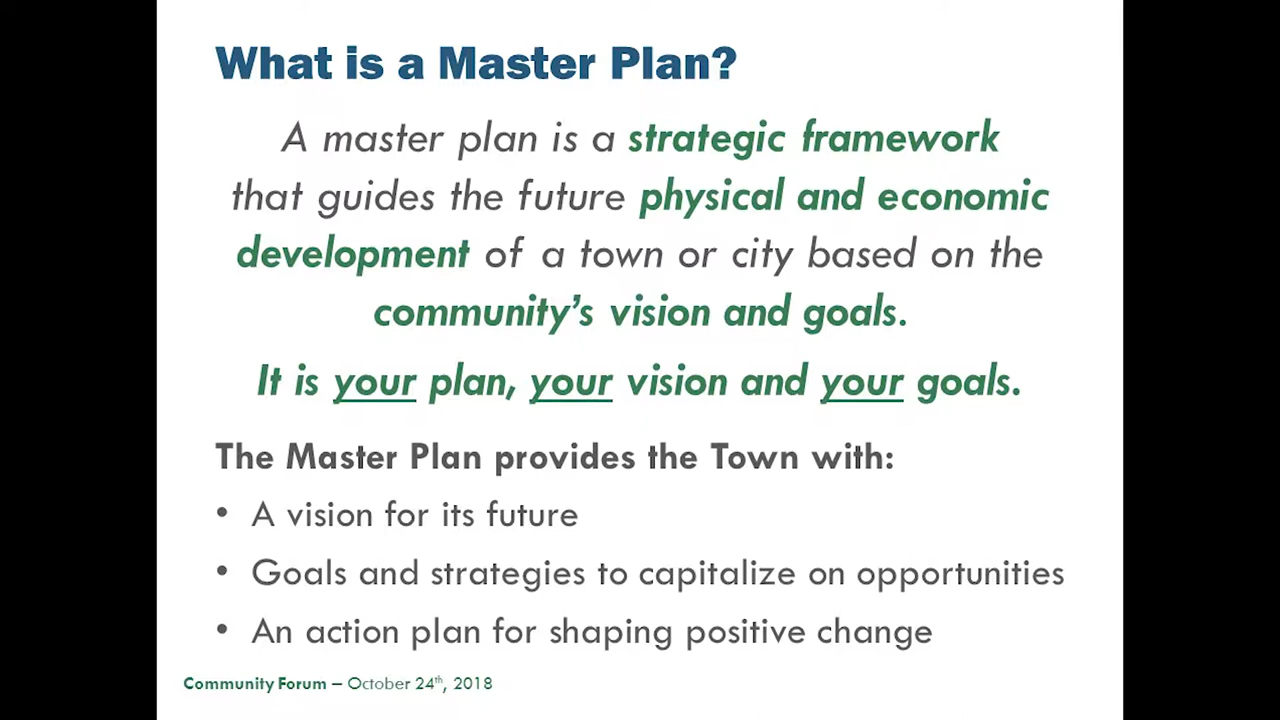 What is a Master Plan?
A master plan is a strategic framework
that guides the future physical and economic
development of a town or city based on the
community’s vision and goals.
It is your plan, your vision and your goals.
The Master Plan provides the Town with:
• A vision for its future
• Goals and strategies to capitalize on opportunities
• An action plan for shaping positive change
Community Forum – October 24th, 2018